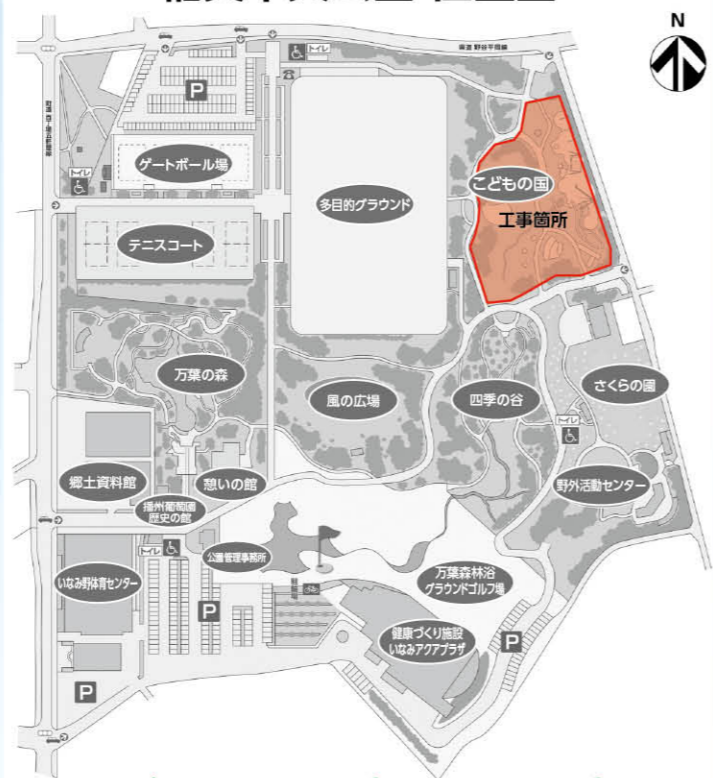 N
トイレ
P
ゲートボール場
こどもの国
多目的グラウンド
工事箇所
トイレ
テニスコート
万葉の森
風の広場
四季の谷
さくらの園
トイレ
郷土資料館
憩いの館
野外活動センター
播州葡萄園
歴史の館
トイレ
公園管理事務所
いなみ野体育センター
万葉森林浴
グラウンドゴルフ場
P
健康づくり施設
いなみアクアプラザ
P
P